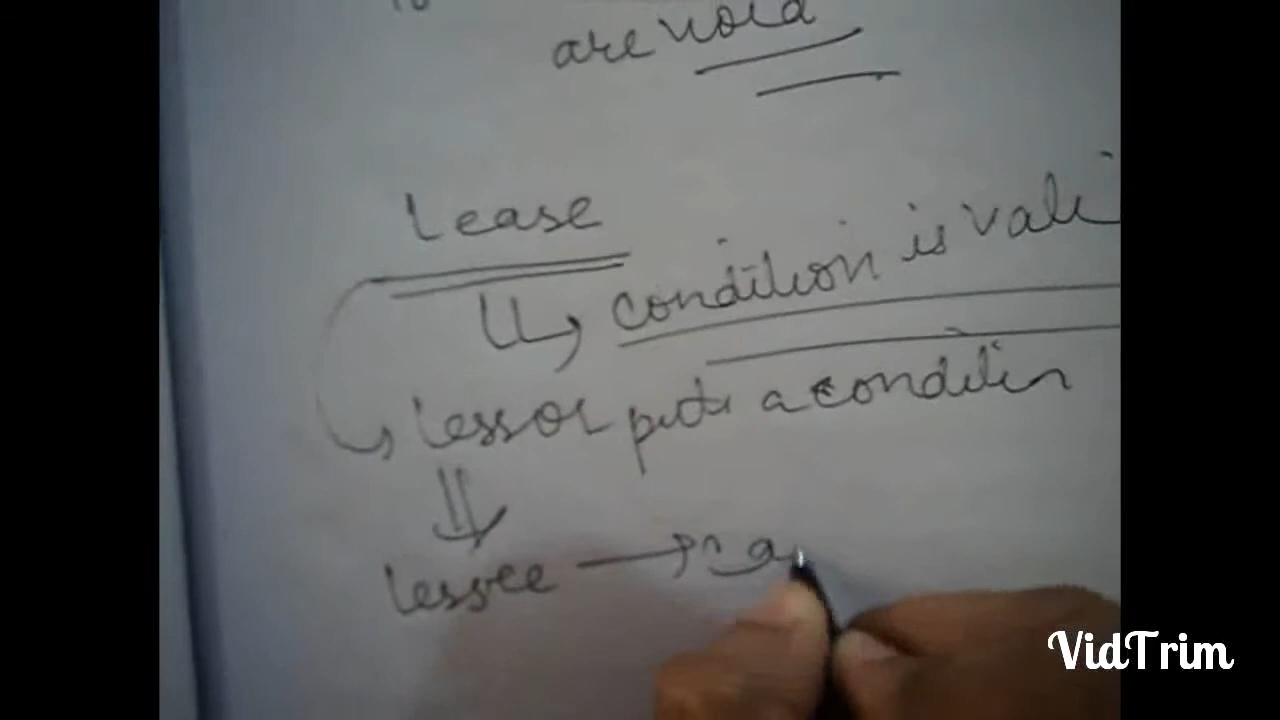 are void
Lease
condition is vali
Lessor puts a condition
Lessee
VidTrim